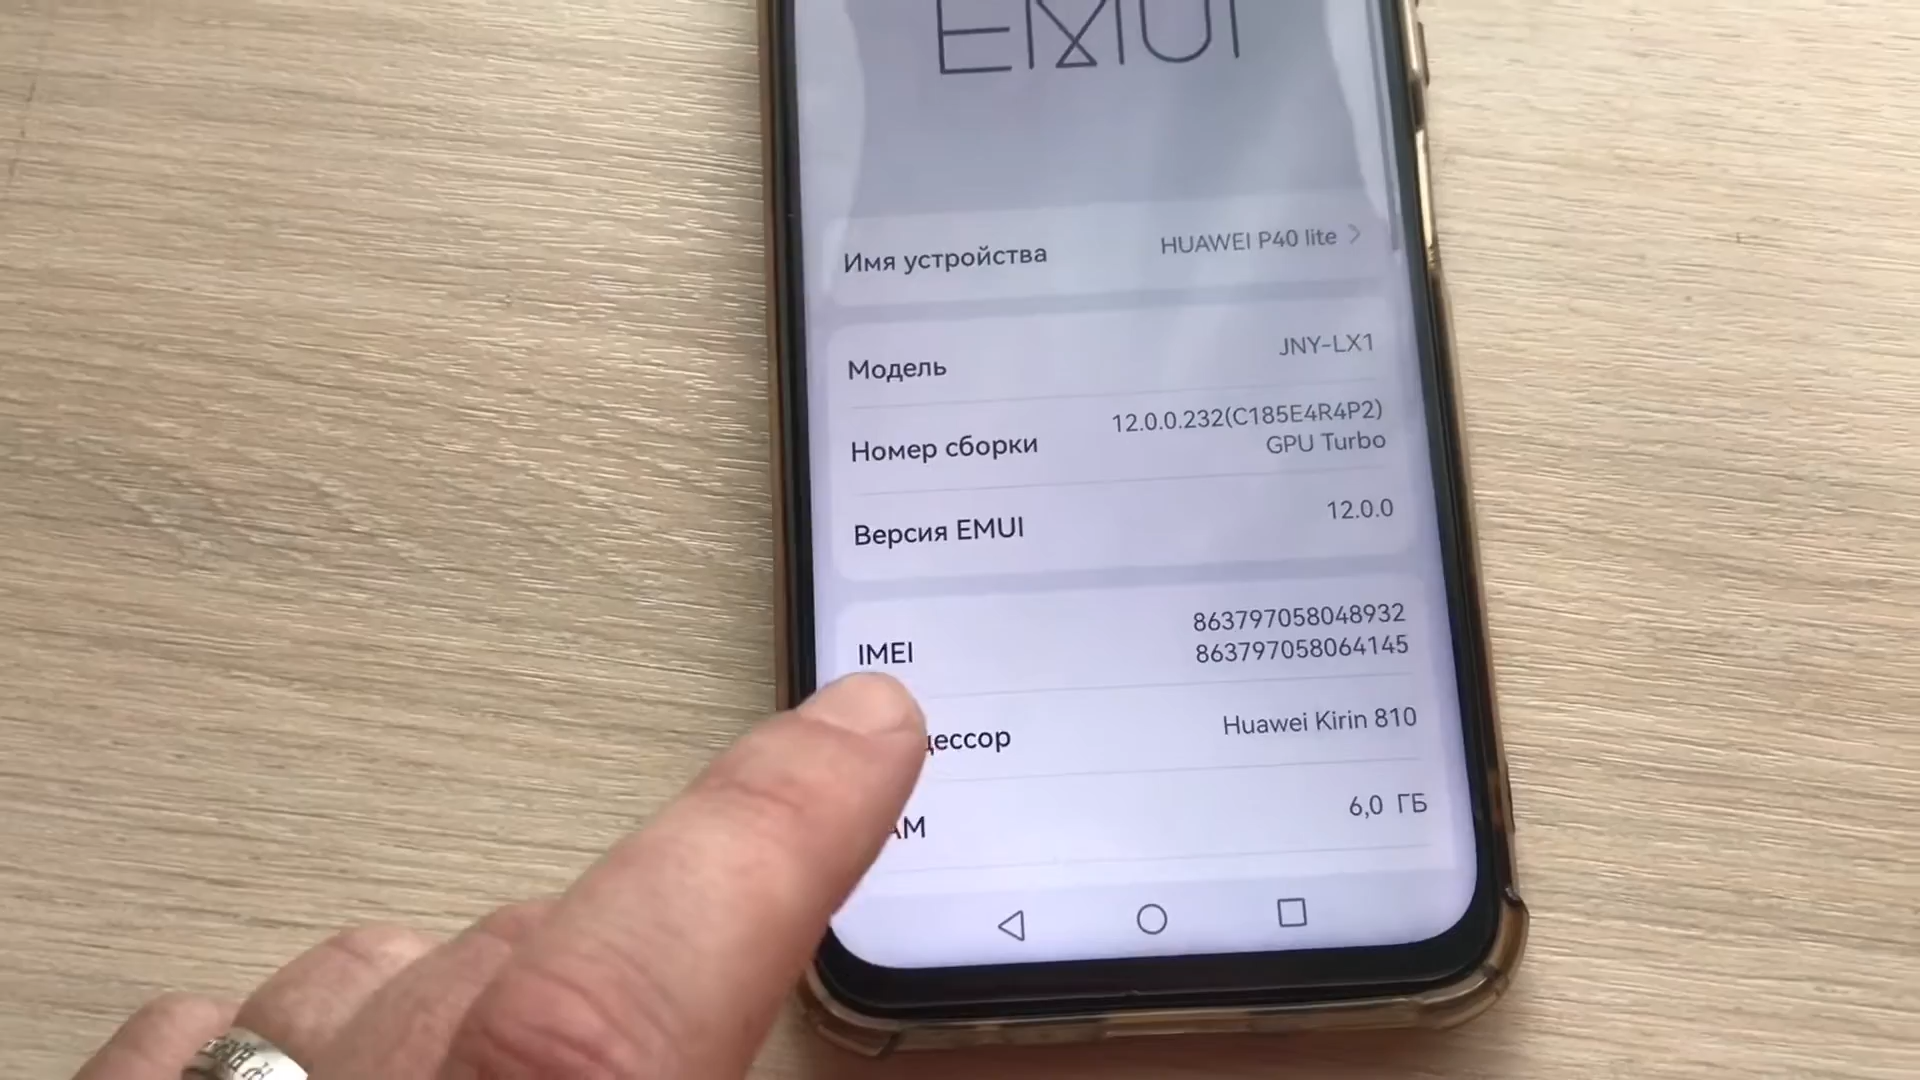 EMUI
Имя устройства HUAWEI P40 lite
Модель JNY-LX1
Номер сборки 12.0.0.232(C185E4R4P2)
GPU Turbo
Версия EMUI 12.0.0
IMEI 863797058048932
863797058064145
цессор Huawei Kirin 810
AM 6,0 ГБ